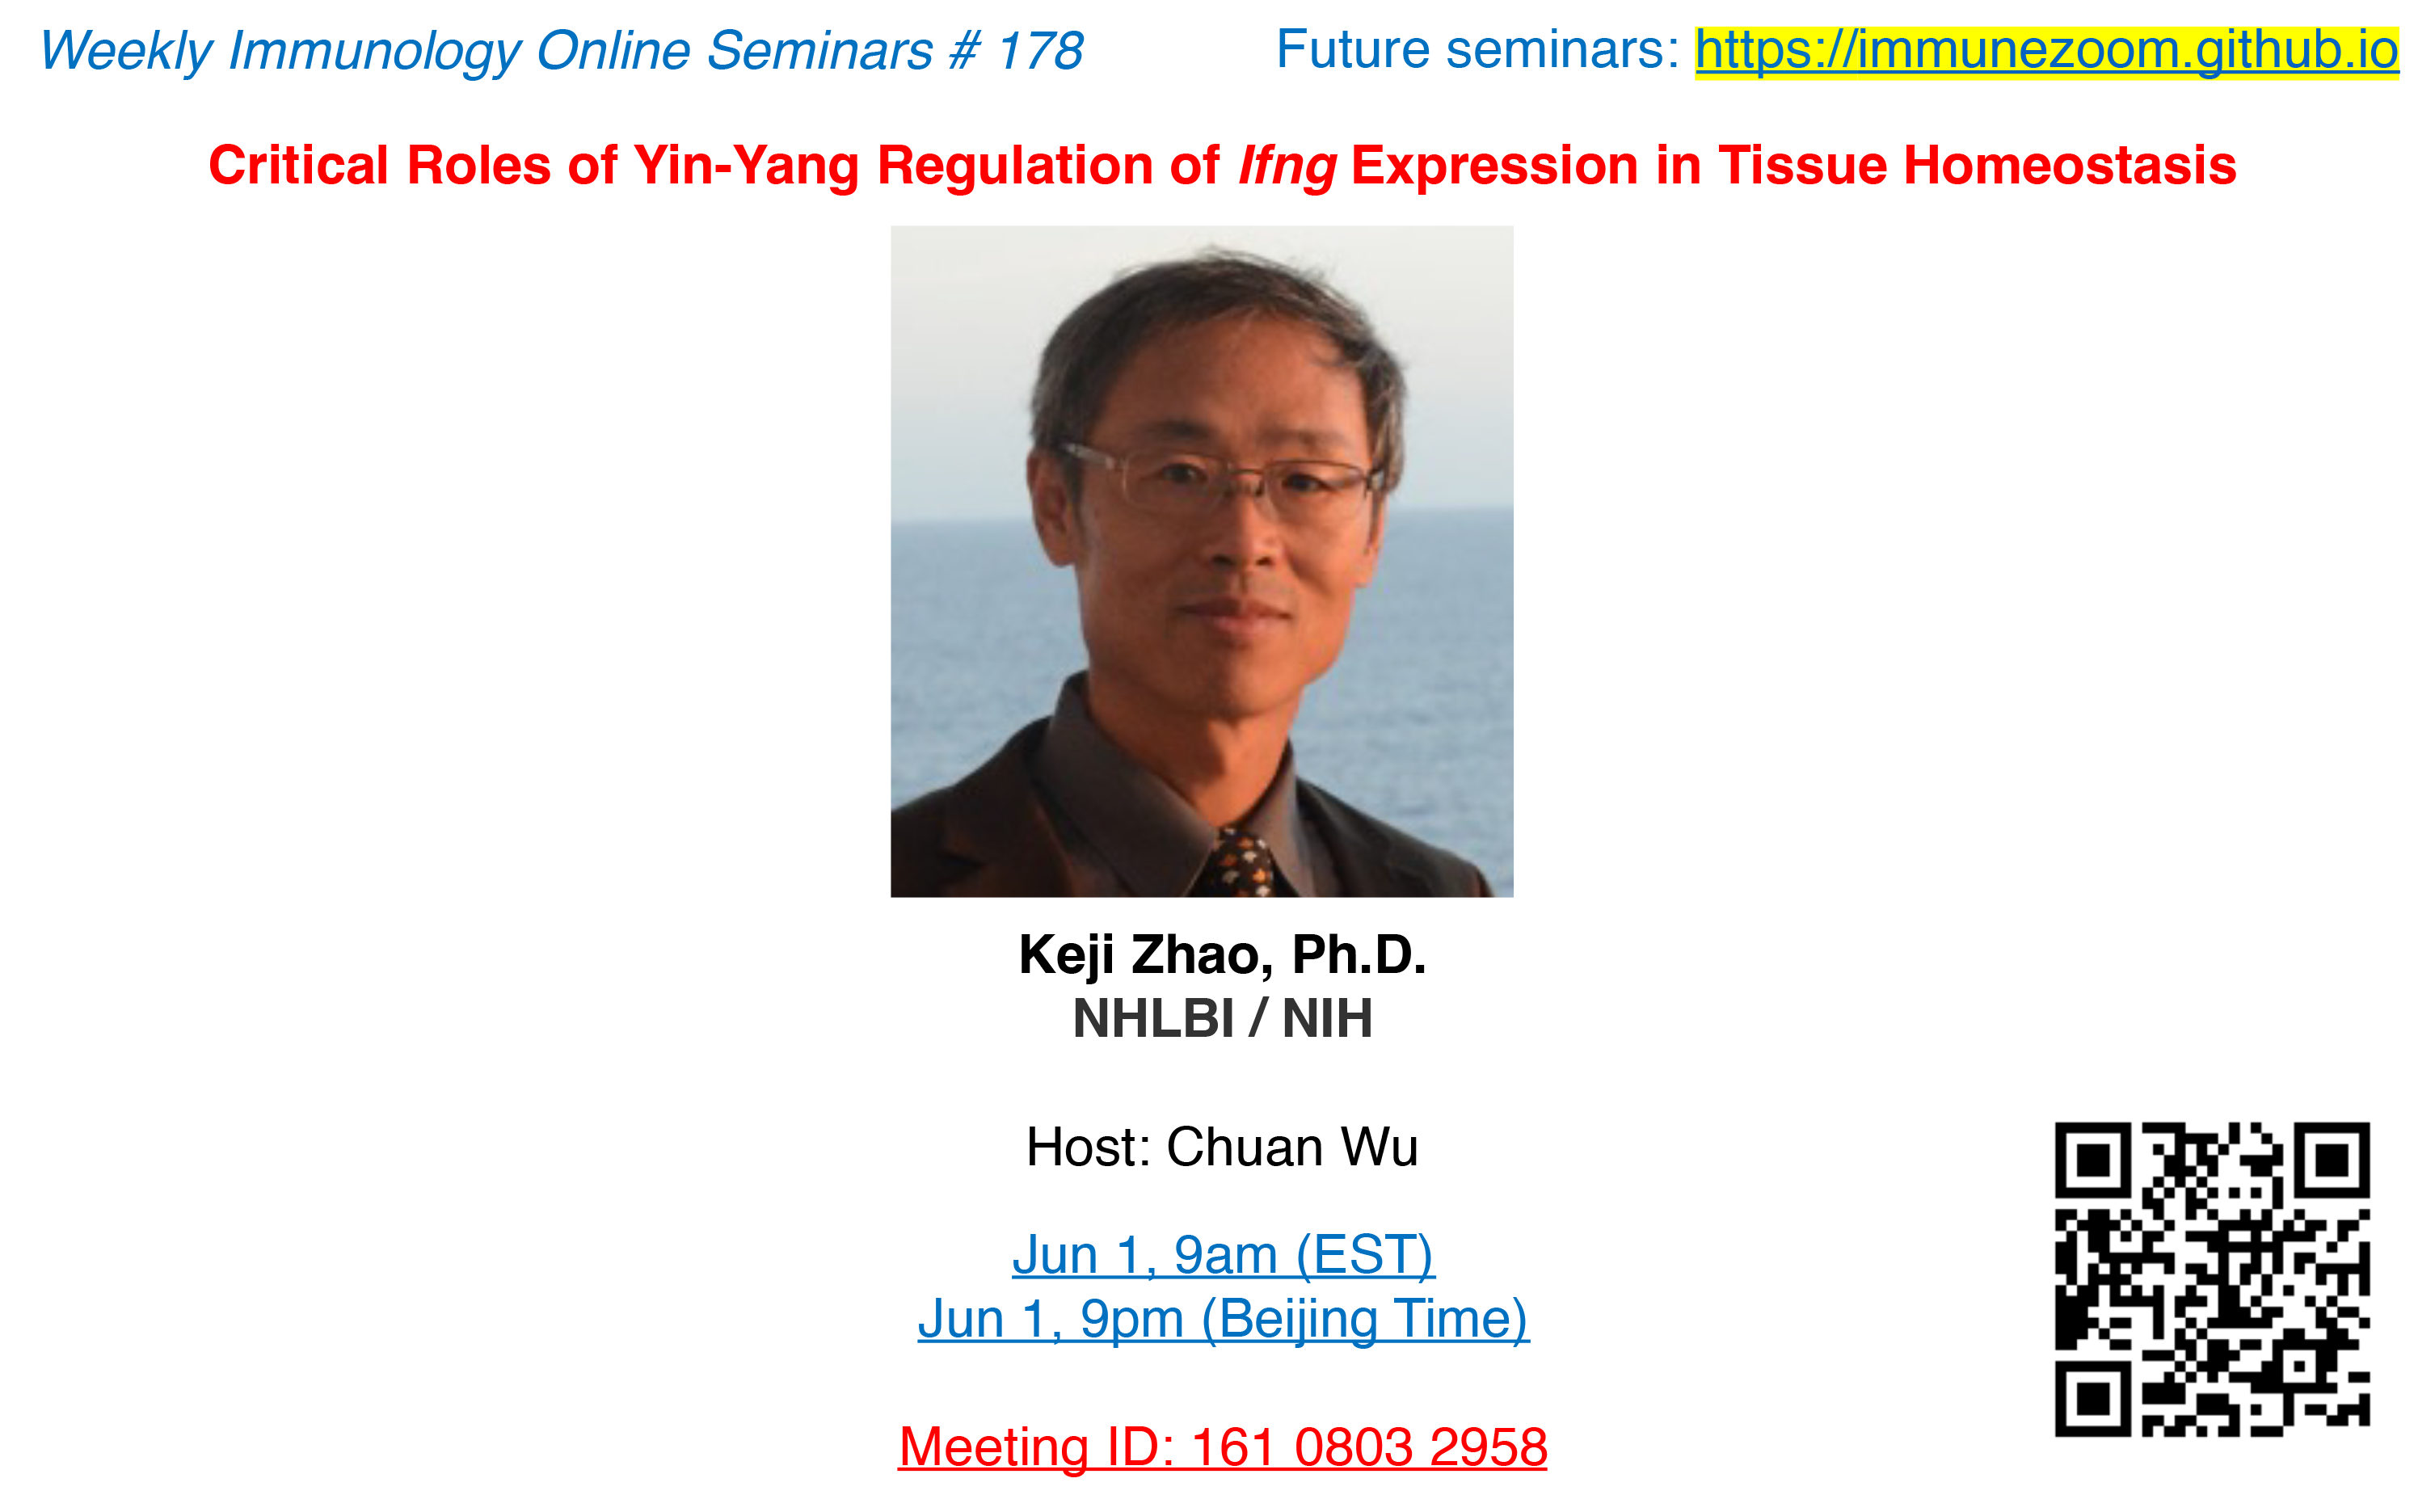 Weekly Immunology Online Seminars # 178
Future seminars: https://immunezoom.github.io
Critical Roles of Yin-Yang Regulation of Ifng Expression in Tissue Homeostasis
Keji Zhao, Ph.D.
NHLBI / NIH
Host: Chuan Wu
Jun 1, 9am (EST)
Jun 1, 9pm (Beijing Time)
Meeting ID: 161 0803 2958